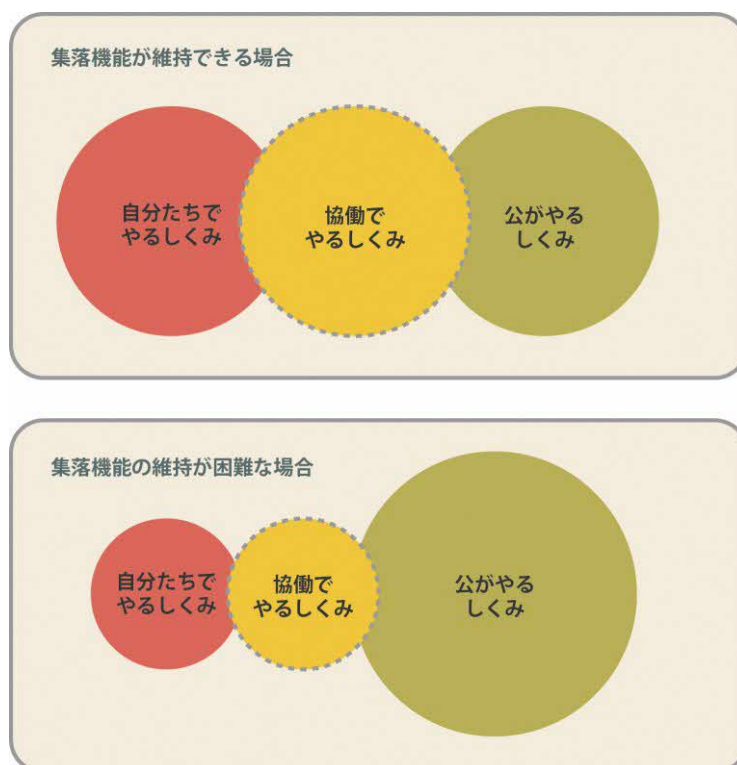 集落機能が維持できる場合
自分たちで
やるしくみ
協働で
やるしくみ
公がやる
しくみ
集落機能の維持が困難な場合
自分たちで
やるしくみ
協働で
やるしくみ
公がやる
しくみ